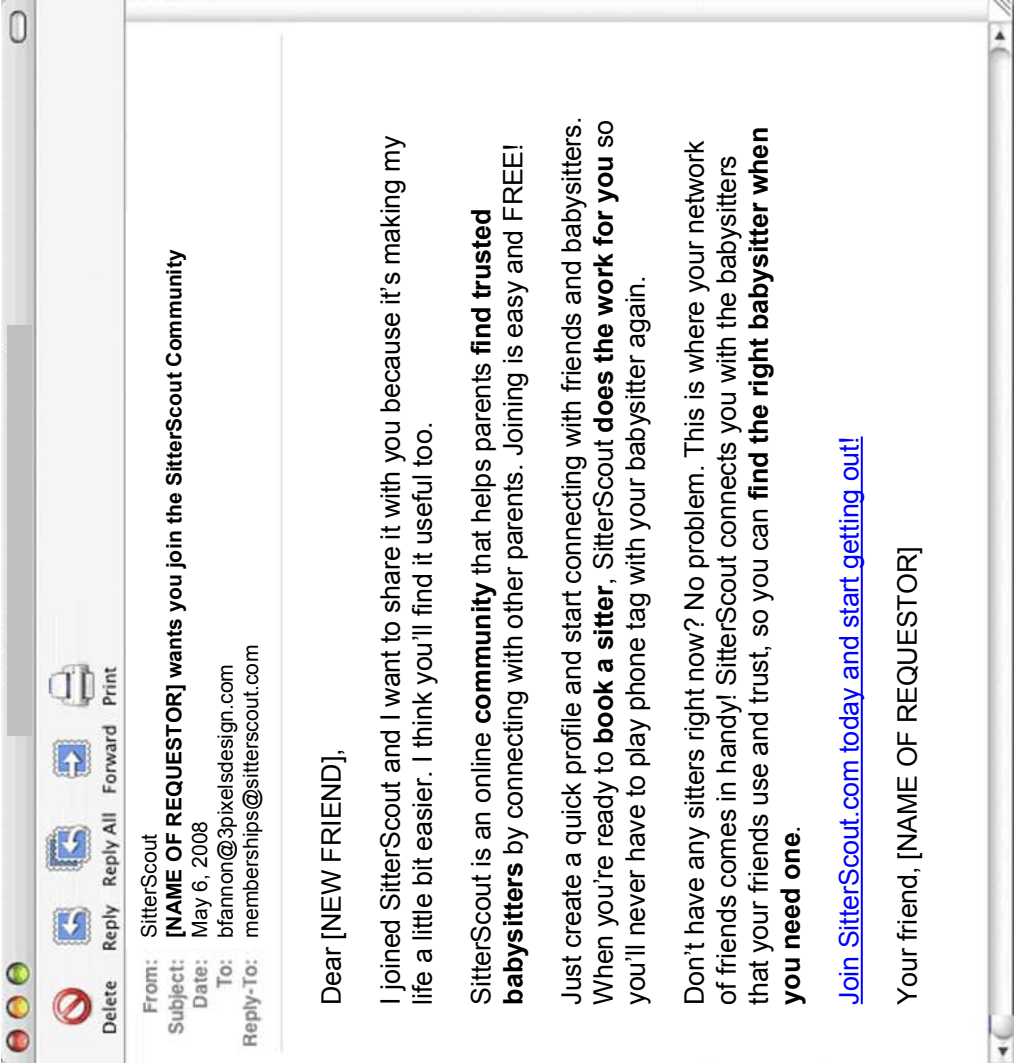 Delete Reply Reply All Forward Print
From: SitterScout
Subject: [NAME OF REQUESTOR] wants you join the SitterScout Community
Date: May 6, 2008
To: bfannon@3pixelsdesign.com
Reply-To: memberships@sitterscout.com
Dear [NEW FRIEND],
I joined SitterScout and I want to share it with you because it's making my
life a little bit easier. I think you'll find it useful too.
SitterScout is an online community that helps parents find trusted
babysitters by connecting with other parents. Joining is easy and FREE!
Just create a quick profile and start connecting with friends and babysitters.
When you're ready to book a sitter, SitterScout does the work for you so
you'll never have to play phone tag with your babysitter again.
Don't have any sitters right now? No problem. This is where your network
of friends comes in handy! SitterScout connects you with the babysitters
that your friends use and trust, so you can find the right babysitter when
you need one.
Join SitterScout.com today and start getting out!
Your friend, [NAME OF REQUESTOR]